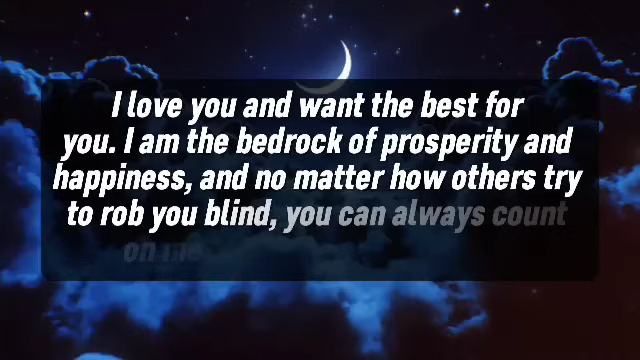 I love you and want the best for
you. I am the bedrock of prosperity and
happiness, and no matter how others try
to rob you blind, you can always count
on me